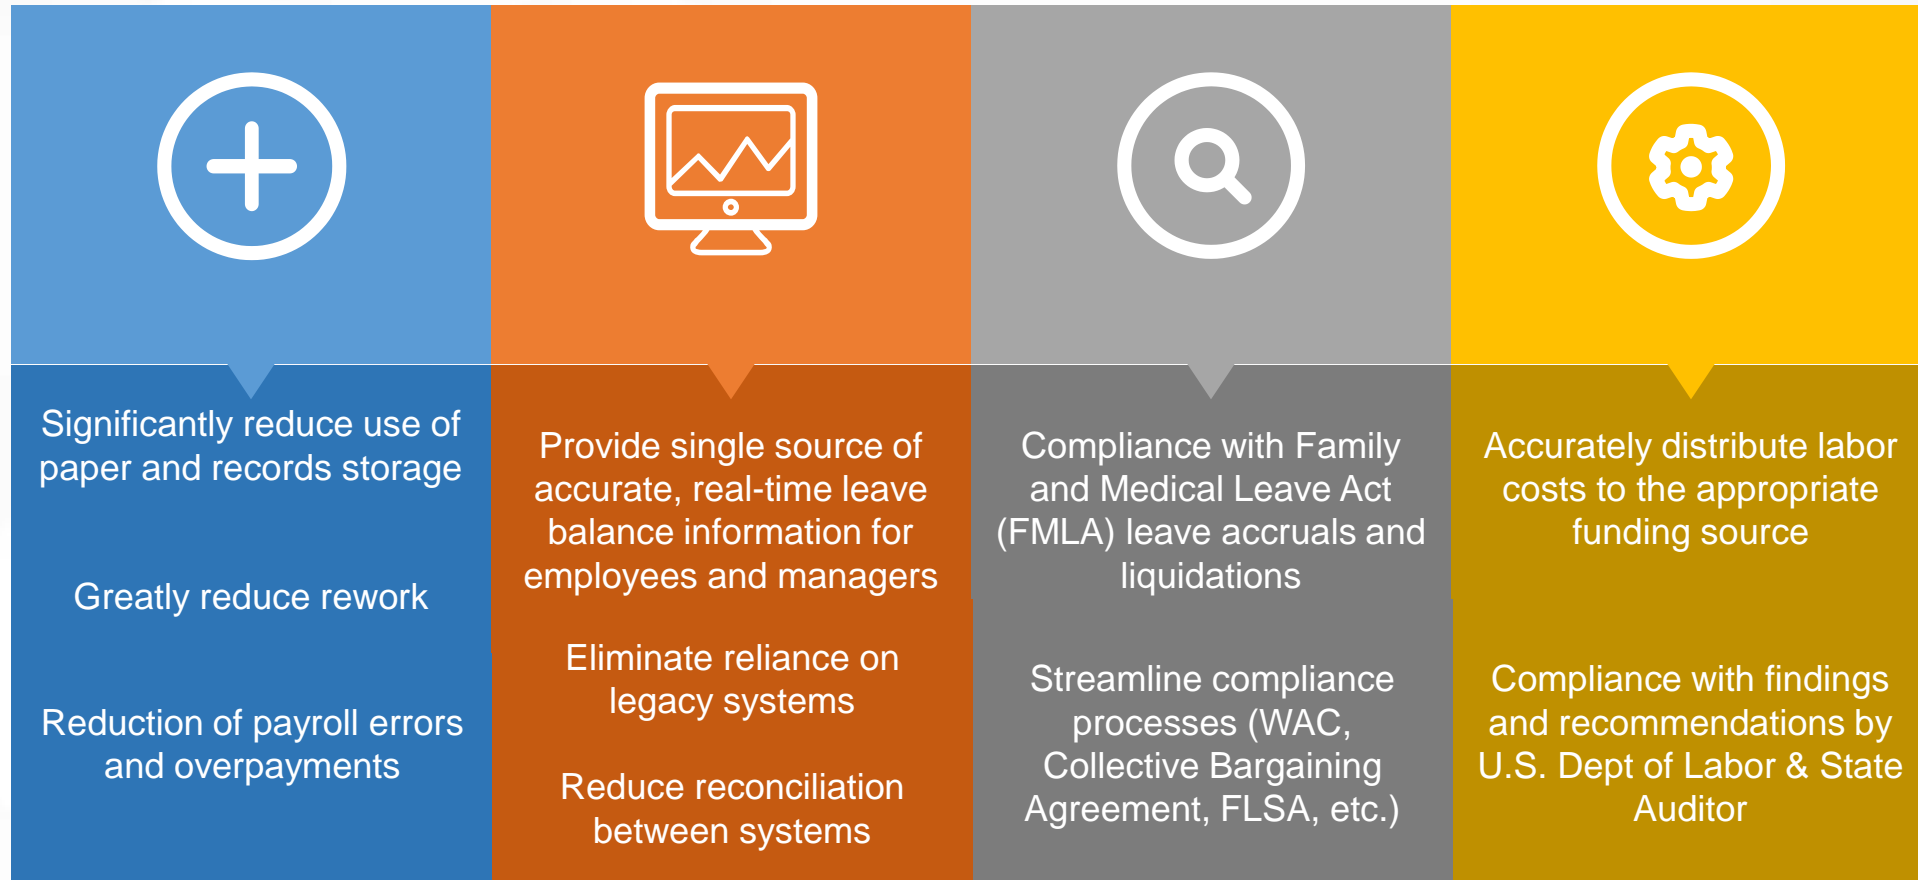 Significantly reduce use of
paper and records storage
Greatly reduce rework
Reduction of payroll errors
and overpayments
Provide single source of
accurate, real-time leave
balance information for
employees and managers
Eliminate reliance on
legacy systems
Reduce reconciliation
between systems
Compliance with Family
and Medical Leave Act
(FMLA) leave accruals and
liquidations
Streamline compliance
processes (WAC,
Collective Bargaining
Agreement, FLSA, etc.)
Accurately distribute labor
costs to the appropriate
funding source
Compliance with findings
and recommendations by
U.S. Dept of Labor & State
Auditor